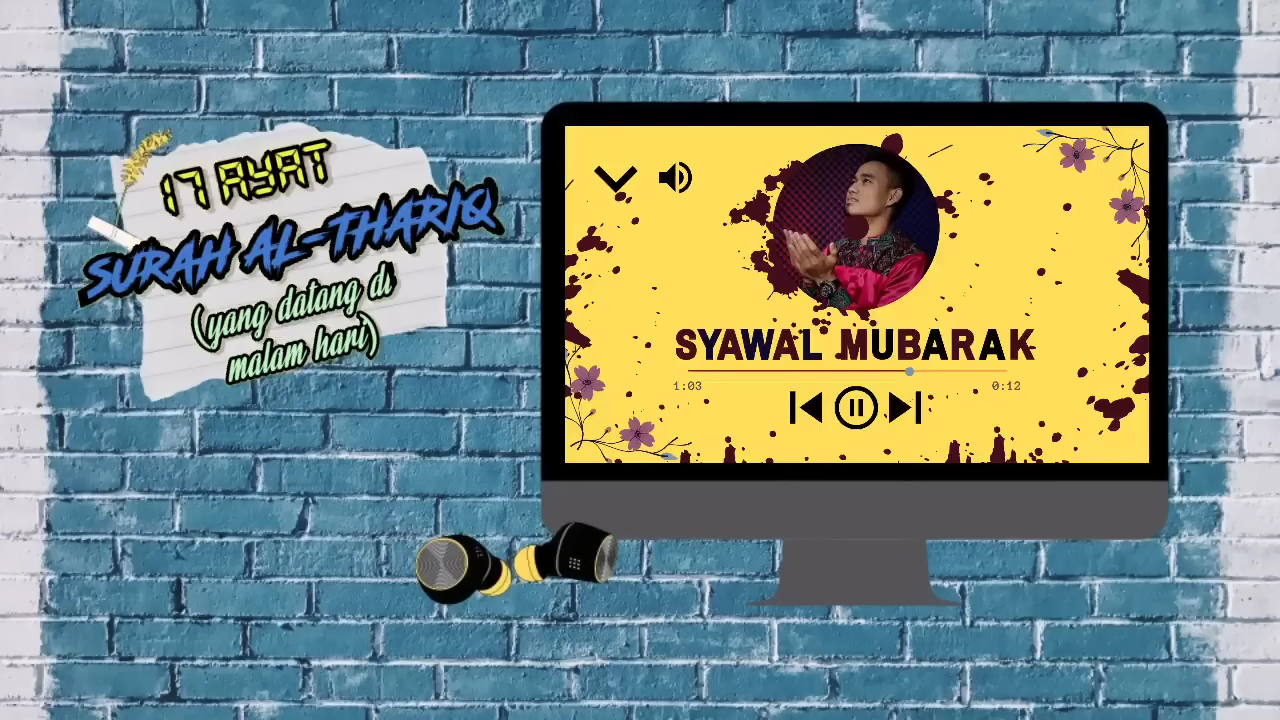 17 AYAT
SURAH AL-THARIQ
(yang datang di
malam hari)
SYAWAL MUBARAK
1:03
0:12